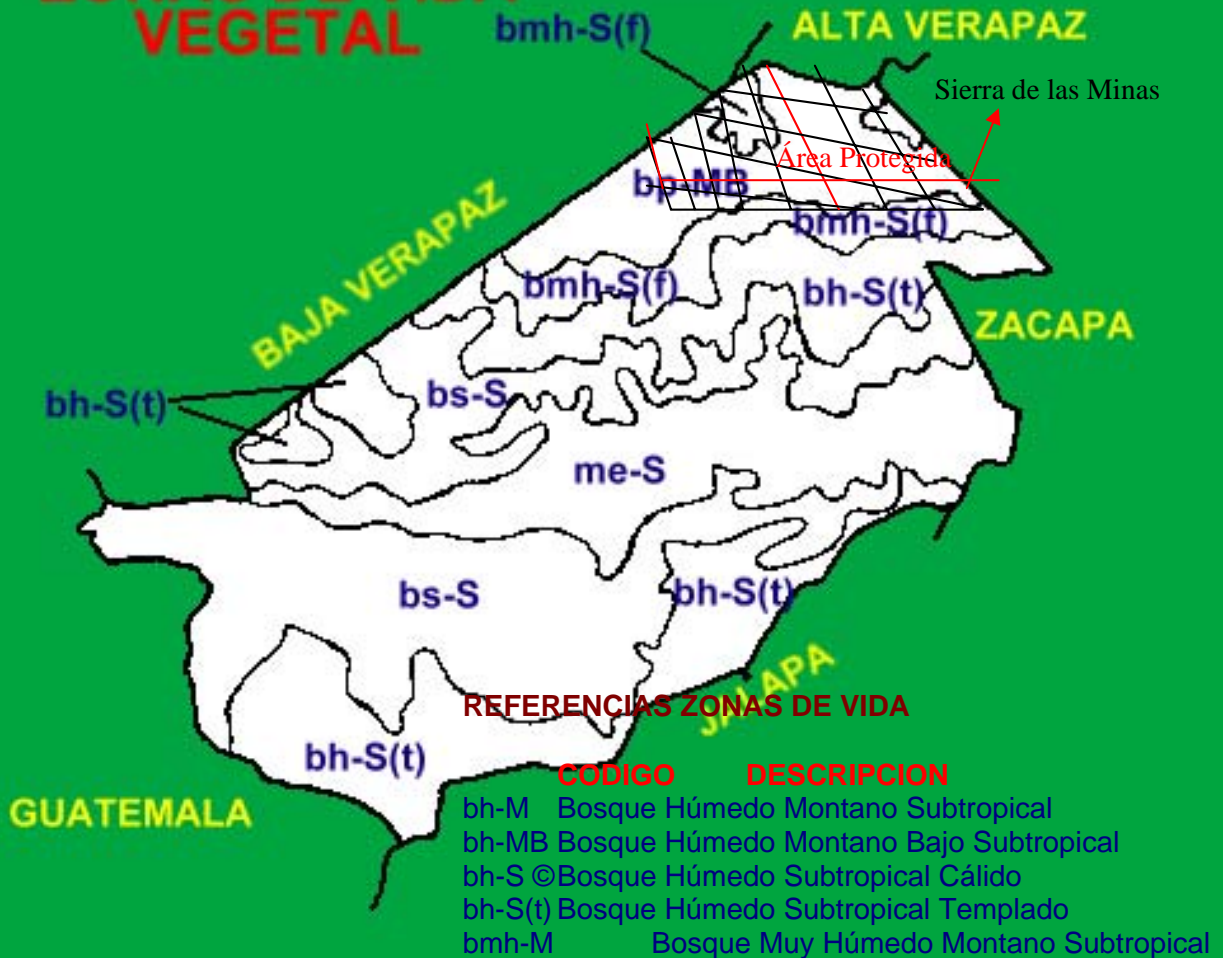 VEGETAL
bmh-S(f)
ALTA VERAPAZ
Sierra de las Minas
Área Protegida
bp-MB
bmh-S(f)
BAJA VERAPAZ
bmh-S(f)
bh-S(t)
ZACAPA
bh-S(t)
bs-S
me-S
bs-S
bh-S(t)
JALAPA
REFERENCIAS ZONAS DE VIDA
bh-S(t)
CODIGO DESCRIPCION
GUATEMALA
bh-M Bosque Húmedo Montano Subtropical
bh-MB Bosque Húmedo Montano Bajo Subtropical
bh-S © Bosque Húmedo Subtropical Cálido
bh-S(t) Bosque Húmedo Subtropical Templado
bmh-M Bosque Muy Húmedo Montano Subtropical